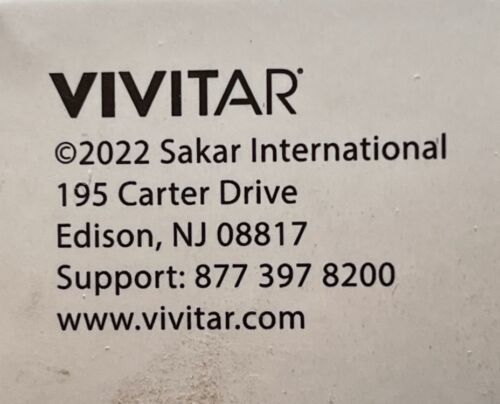 VIVITAR
©2022 Sakar International
195 Carter Drive
Edison, NJ 08817
Support: 877 397 8200
www.vivitar.com